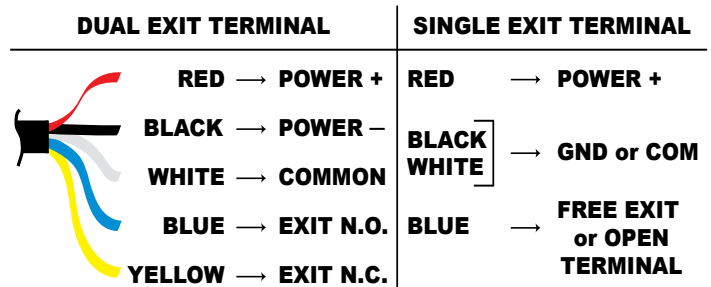 DUAL EXIT TERMINAL
RED → POWER +
BLACK → POWER –
WHITE → COMMON
BLUE → EXIT N.O.
YELLOW → EXIT N.C.
SINGLE EXIT TERMINAL
RED → POWER +
BLACK
WHITE → GND or COM
BLUE → FREE EXIT
or OPEN
TERMINAL